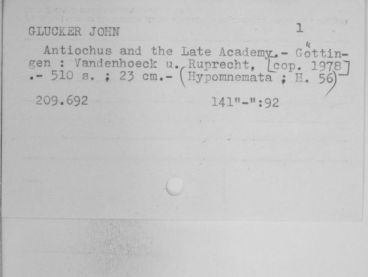 GLUCKER JOHN 1
Antiochus and the Late Academy.- Göttin-
gen : Vandenhoeck u. Ruprecht, [cop. 1978]
.- 510 s. ; 23 cm.- (Hypomnemata ; H. 56)
209.692 141"-":92